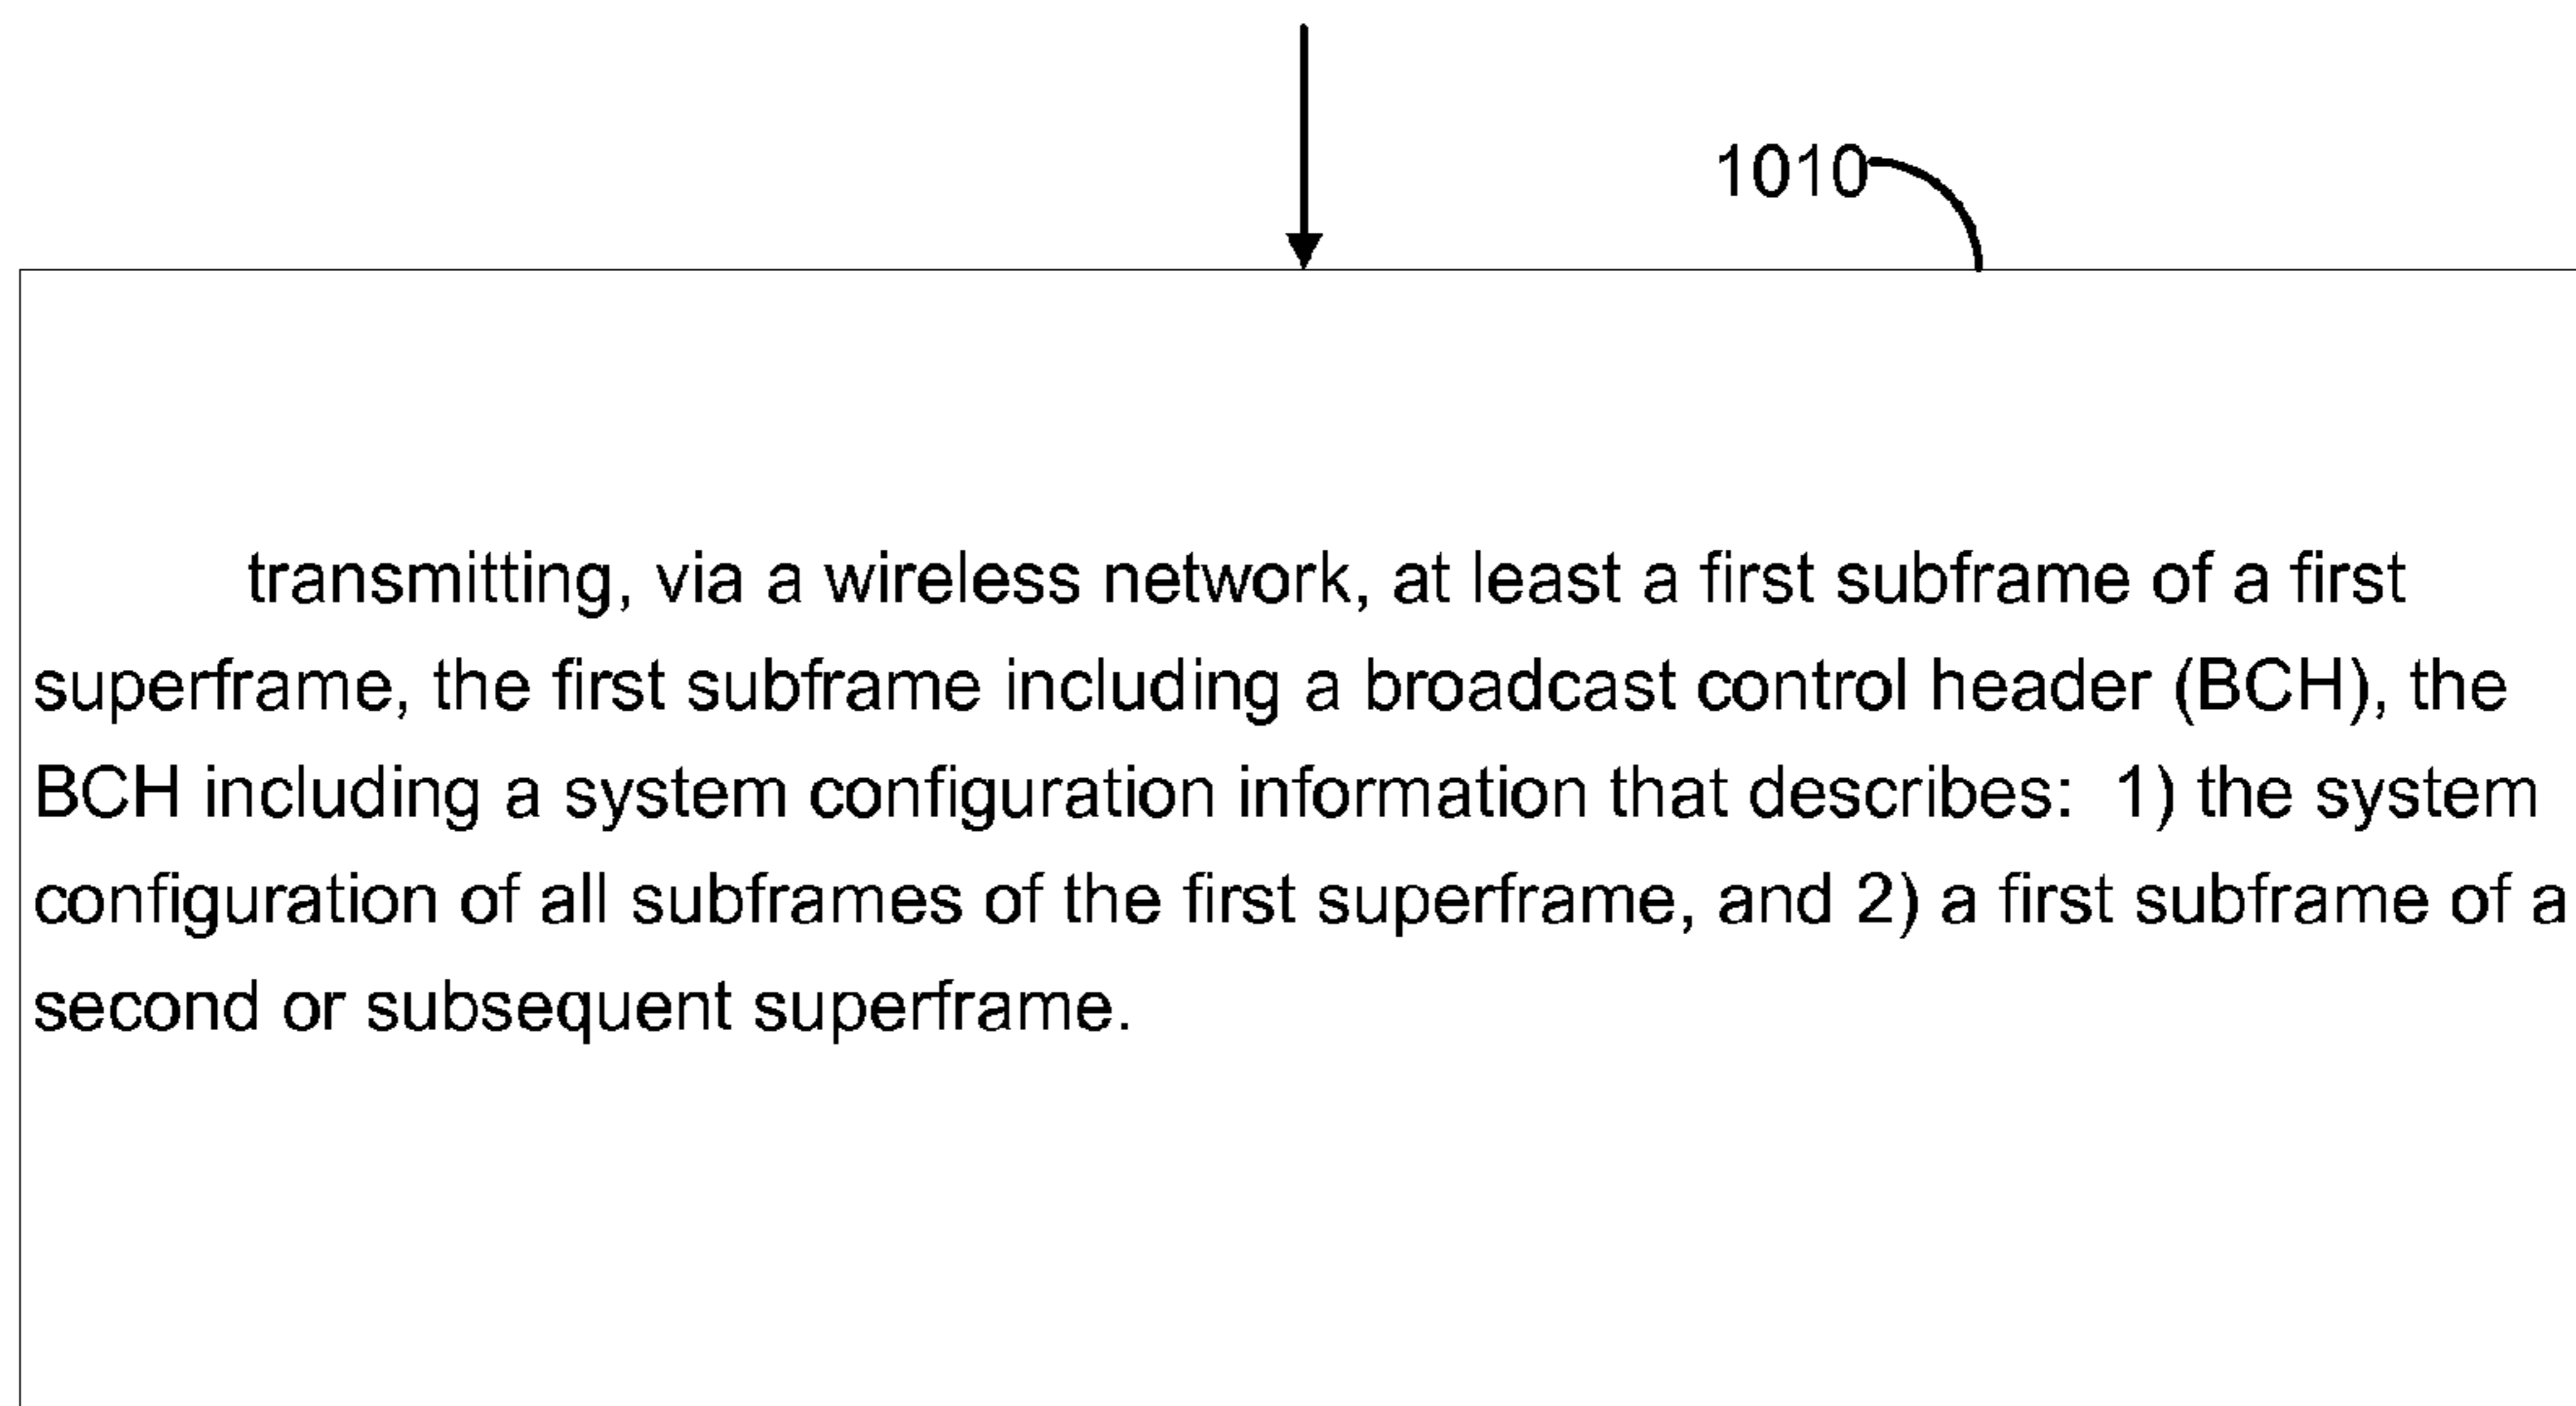 1010
transmitting, via a wireless network, at least a first subframe of a first
superframe, the first subframe including a broadcast control header (BCH), the
BCH including a system configuration information that describes:  1) the system
configuration of all subframes of the first superframe, and 2) a first subframe of a
second or subsequent superframe.